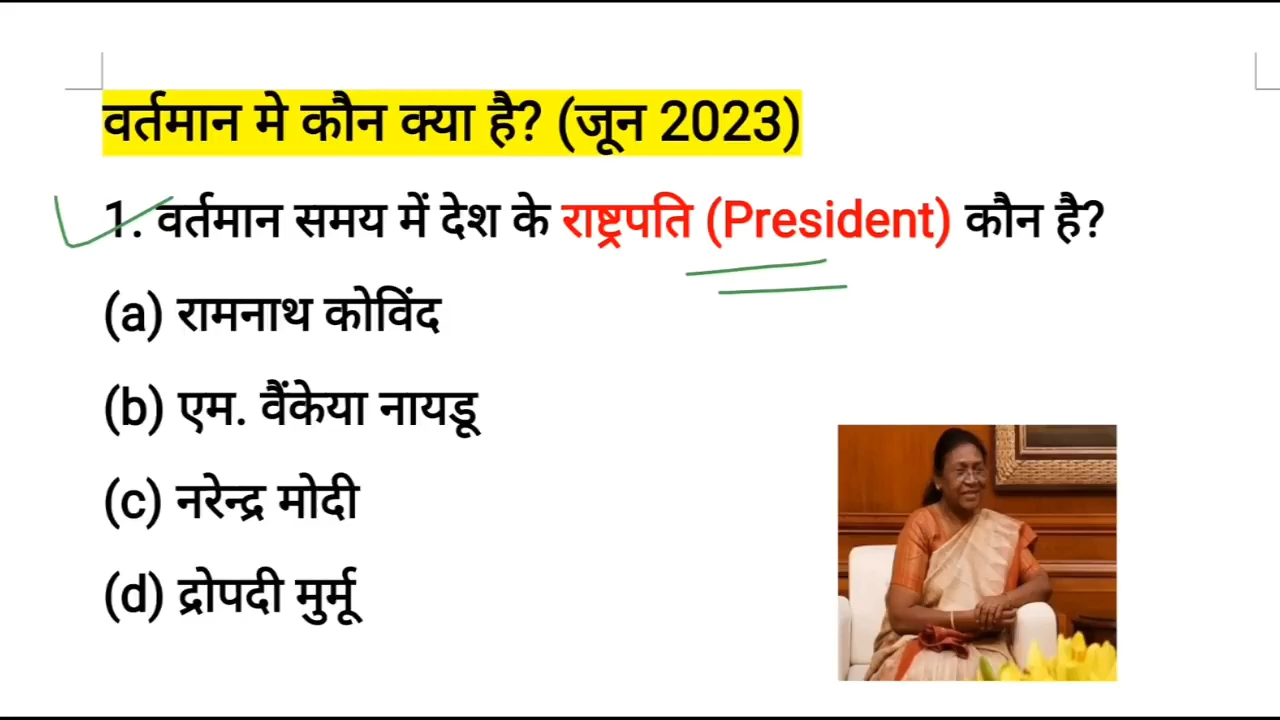 वर्तमान मे कौन क्या है? (जून 2023)
1. वर्तमान समय में देश के राष्ट्रपति (President) कौन है?
(a) रामनाथ कोविंद
(b) एम. वैंकेया नायडू
(c) नरेन्द्र मोदी
(d) द्रोपदी मुर्मू